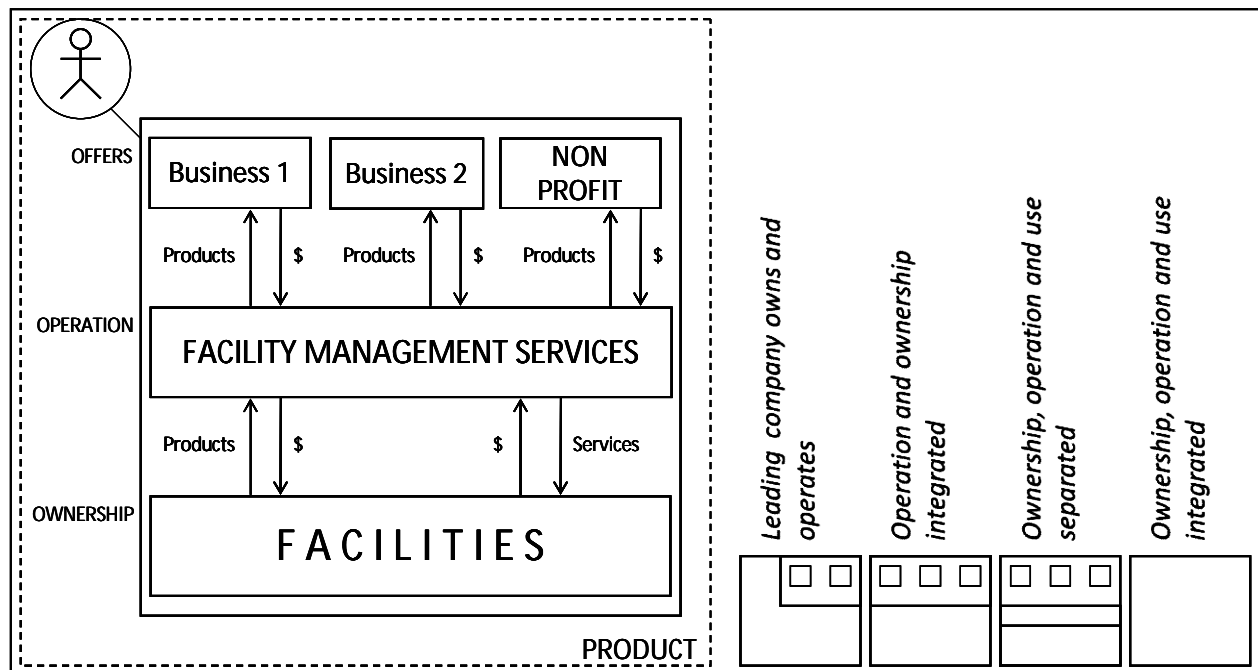 OFFERS
Business 1
Business 2
NON
PROFIT
Products
$
Products
$
Products
$
OPERATION
FACILITY MANAGEMENT SERVICES
Products
$
$
Services
OWNERSHIP
FACILITIES
PRODUCT
Leading company owns and
operates
Operation and ownership
integrated
Ownership, operation and use
separated
Ownership, operation and use
integrated